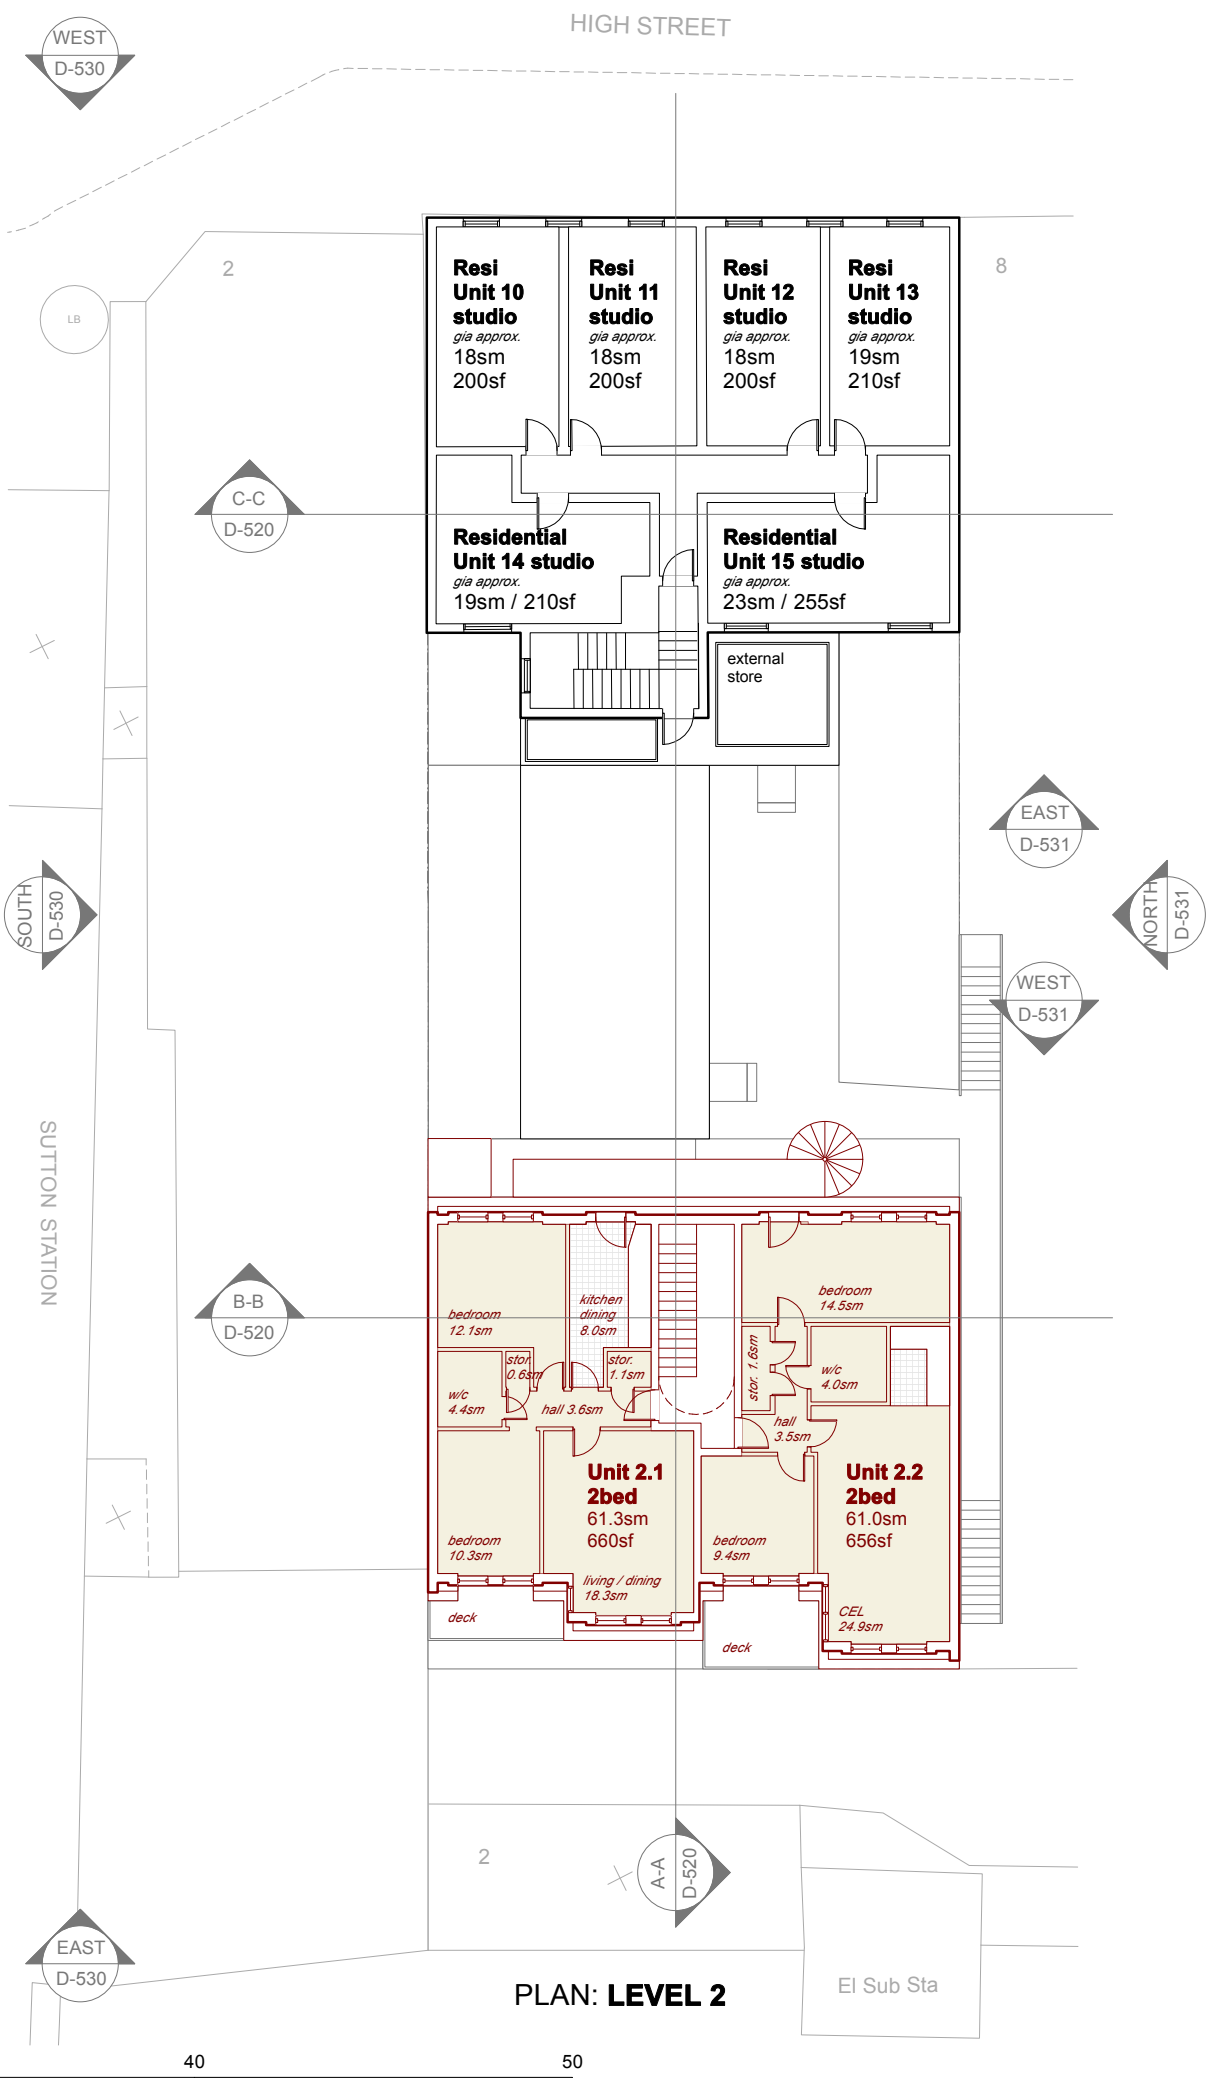 HIGH STREET
WEST
D-530
2
8
LB
Resi
Unit 10
studio
gia approx.
18sm
200sf
Resi
Unit 11
studio
gia approx.
18sm
200sf
Resi
Unit 12
studio
gia approx.
18sm
200sf
Resi
Unit 13
studio
gia approx.
19sm
210sf
C-C
D-520
Residential
Unit 14 studio
gia approx.
19sm / 210sf
Residential
Unit 15 studio
gia approx.
23sm / 255sf
external
store
EAST
D-531
SOUTH
D-530
NORTH
D-531
WEST
D-531
SUTTON STATION
B-B
D-520
bedroom
12.1sm
kitchen
dining
8.0sm
bedroom
14.5sm
stor.
0.6sm
stor.
1.1sm
stor. 1.6sm
w/c
4.0sm
w/c
4.4sm
hall 3.6sm
hall
3.5sm
Unit 2.1
2bed
61.3sm
660sf
Unit 2.2
2bed
61.0sm
656sf
bedroom
10.3sm
bedroom
9.4sm
living / dining
18.3sm
CEL
24.9sm
deck
deck
2
A-A
D-520
EAST
D-530
El Sub Sta
PLAN: LEVEL 2
40
50